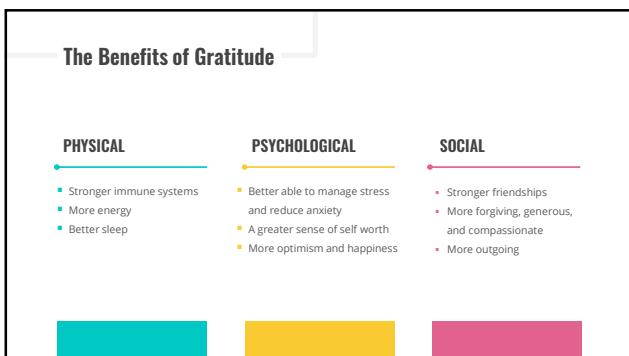 The Benefits of Gratitude
PHYSICAL
Stronger immune systems
More energy
Better sleep
PSYCHOLOGICAL
Better able to manage stress
and reduce anxiety
A greater sense of self worth
More optimism and happiness
SOCIAL
Stronger friendships
More forgiving, generous,
and compassionate
More outgoing